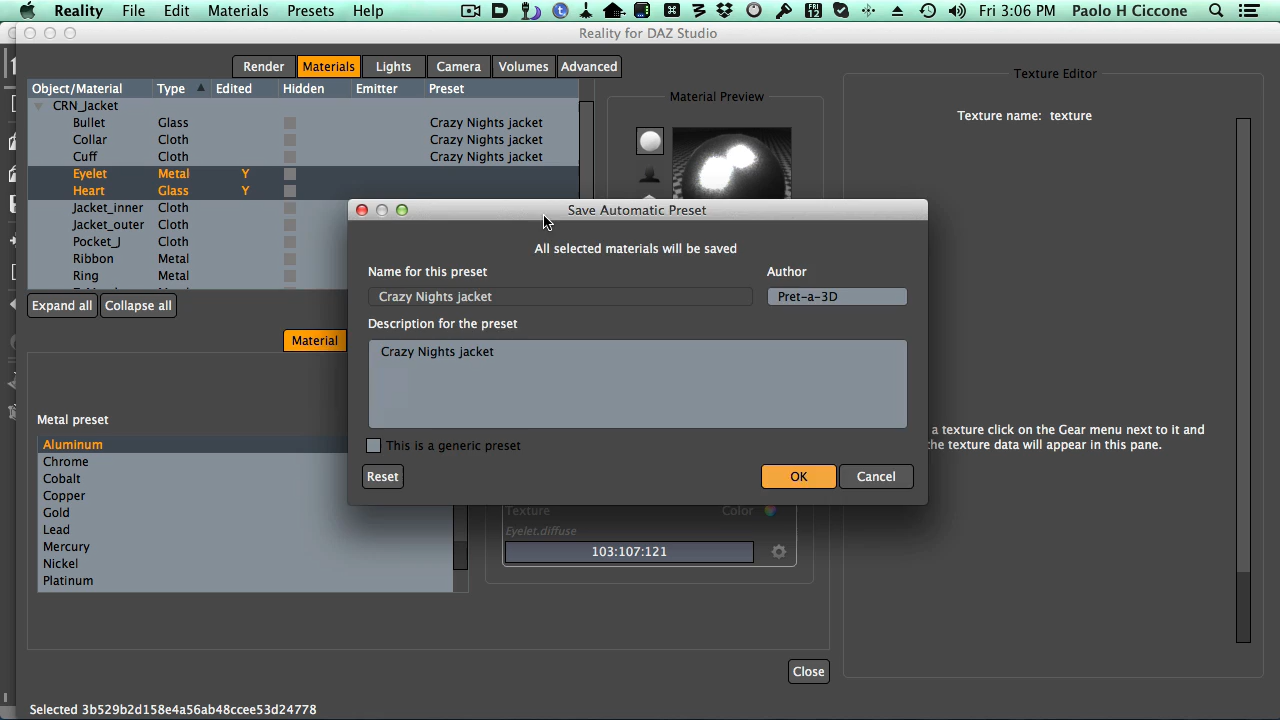 Reality File Edit Materials Presets Help Fri 3:06 PM Paolo H Ciccone
FRI 12
Reality for DAZ Studio
Render Materials Lights Camera Volumes Advanced
Object/Material Type Edited Hidden Emitter Preset
CRN_Jacket
Bullet Glass Crazy Nights jacket
Collar Cloth Crazy Nights jacket
Cuff Cloth Crazy Nights jacket
Eyelet Metal Y
Heart Glass Y
Jacket_inner Cloth
Jacket_outer Cloth
Pocket_J Cloth
Ribbon Metal
Ring Metal
Expand all Collapse all
Material Preview
Texture Editor
Texture name: texture
Save Automatic Preset
All selected materials will be saved
Name for this preset Author
Crazy Nights jacket Pret-a-3D
Description for the preset
Crazy Nights jacket
This is a generic preset
Reset OK Cancel
Material
Metal preset
Aluminum
Chrome
Cobalt
Copper
Gold
Lead
Mercury
Nickel
Platinum
Texture Color
Eyelet.diffuse
103:107:121
a texture click on the Gear menu next to it and
the texture data will appear in this pane.
Close
Selected 3b529b2d158e4a56ab48ccee53d24778